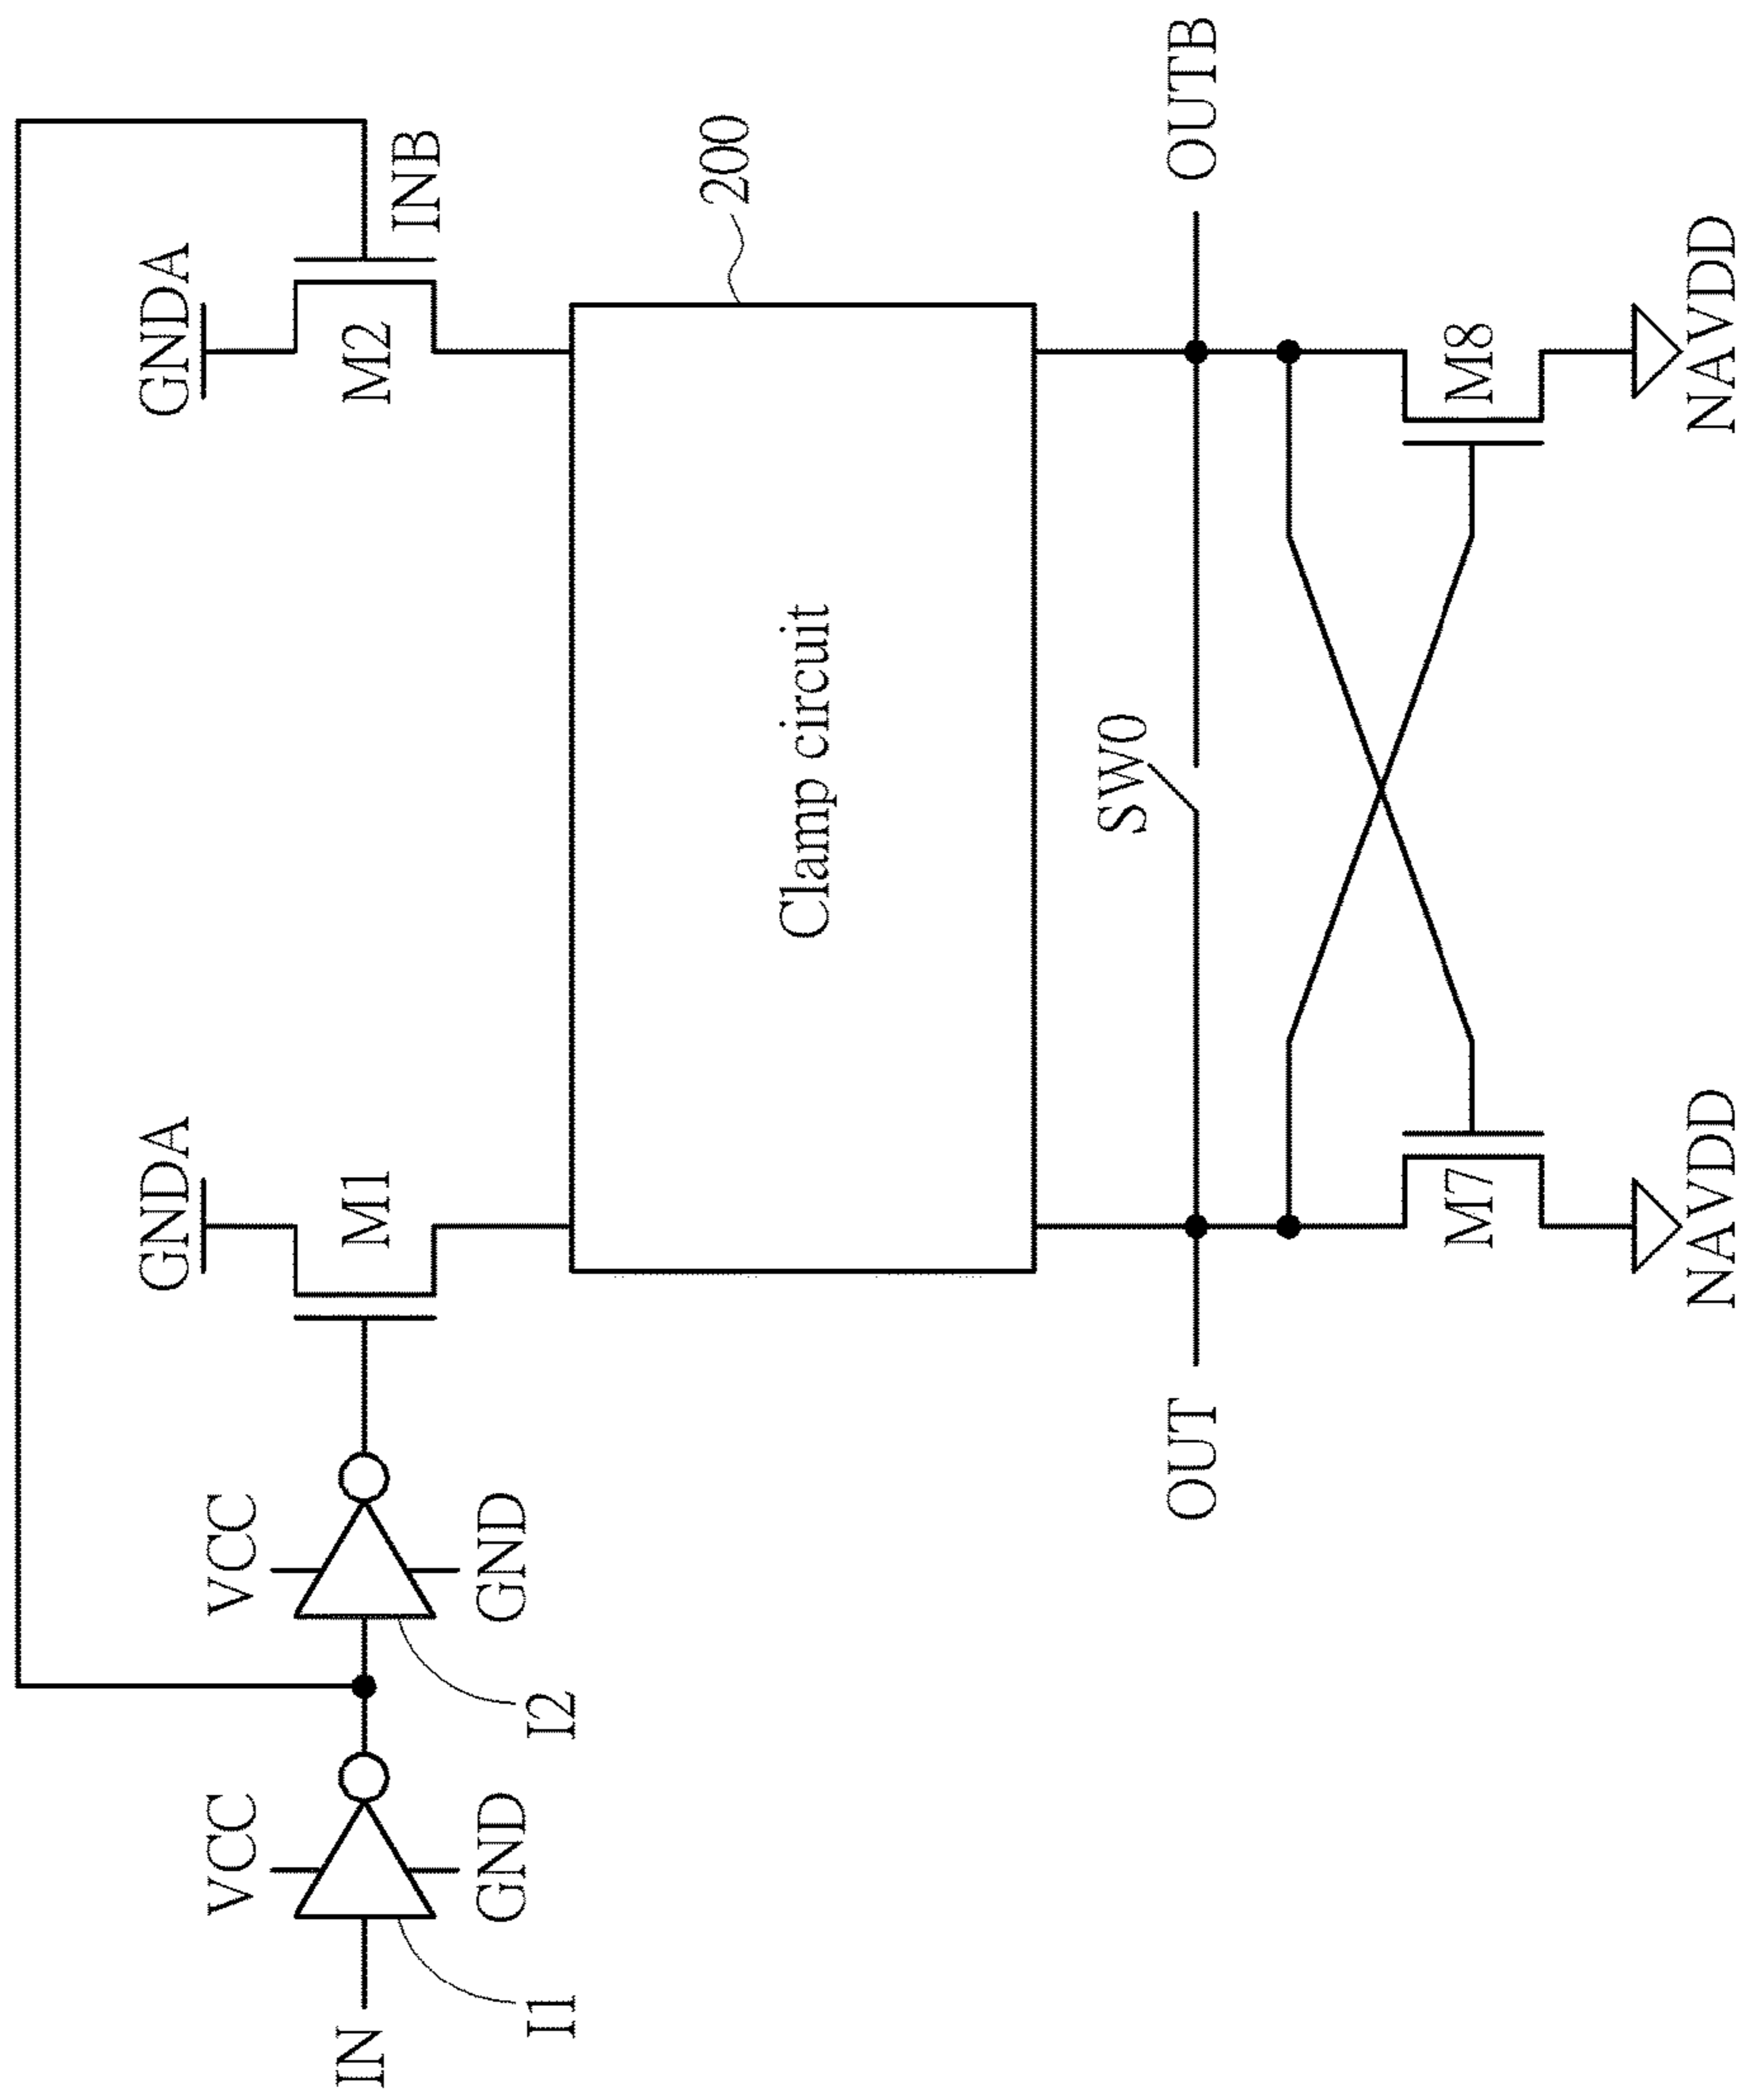 GNDA
GNDA
VCC
VCC
IN
M1
M2
INB
GND
GND
I1
I2
200
Clamp circuit
SW0
OUT
OUTB
M7
M8
NAVDD
NAVDD